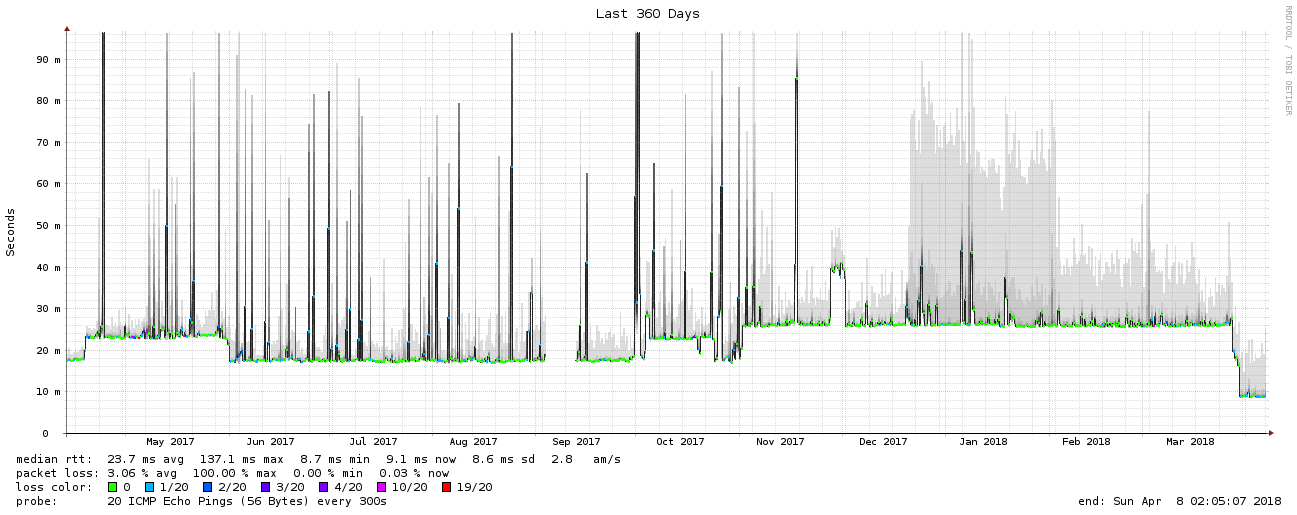 Last 360 Days
RRDTOOL / TOBI OETIKER
Seconds
90 m
80 m
70 m
60 m
50 m
40 m
30 m
20 m
10 m
0
May 2017 Jun 2017 Jul 2017 Aug 2017 Sep 2017 Oct 2017 Nov 2017 Dec 2017 Jan 2018 Feb 2018 Mar 2018
median rtt: 23.7 ms avg 137.1 ms max 8.7 ms min 9.1 ms now 8.6 ms sd 2.8 am/s
packet loss: 3.06 % avg 100.00 % max 0.00 % min 0.03 % now
loss color: 0 1/20 2/20 3/20 4/20 10/20 19/20
probe: 20 ICMP Echo Pings (56 Bytes) every 300s
end: Sun Apr 8 02:05:07 2018